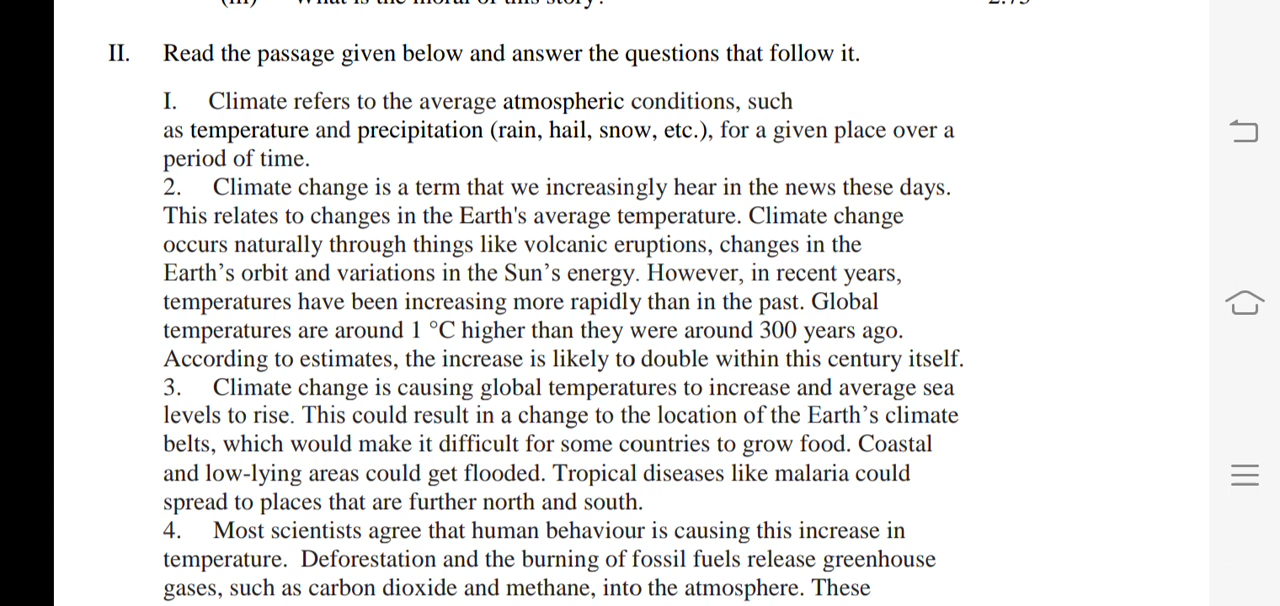 II. Read the passage given below and answer the questions that follow it.
I. Climate refers to the average atmospheric conditions, such
as temperature and precipitation (rain, hail, snow, etc.), for a given place over a
period of time.
2. Climate change is a term that we increasingly hear in the news these days.
This relates to changes in the Earth's average temperature. Climate change
occurs naturally through things like volcanic eruptions, changes in the
Earth’s orbit and variations in the Sun’s energy. However, in recent years,
temperatures have been increasing more rapidly than in the past. Global
temperatures are around 1 °C higher than they were around 300 years ago.
According to estimates, the increase is likely to double within this century itself.
3. Climate change is causing global temperatures to increase and average sea
levels to rise. This could result in a change to the location of the Earth’s climate
belts, which would make it difficult for some countries to grow food. Coastal
and low-lying areas could get flooded. Tropical diseases like malaria could
spread to places that are further north and south.
4. Most scientists agree that human behaviour is causing this increase in
temperature. Deforestation and the burning of fossil fuels release greenhouse
gases, such as carbon dioxide and methane, into the atmosphere. These